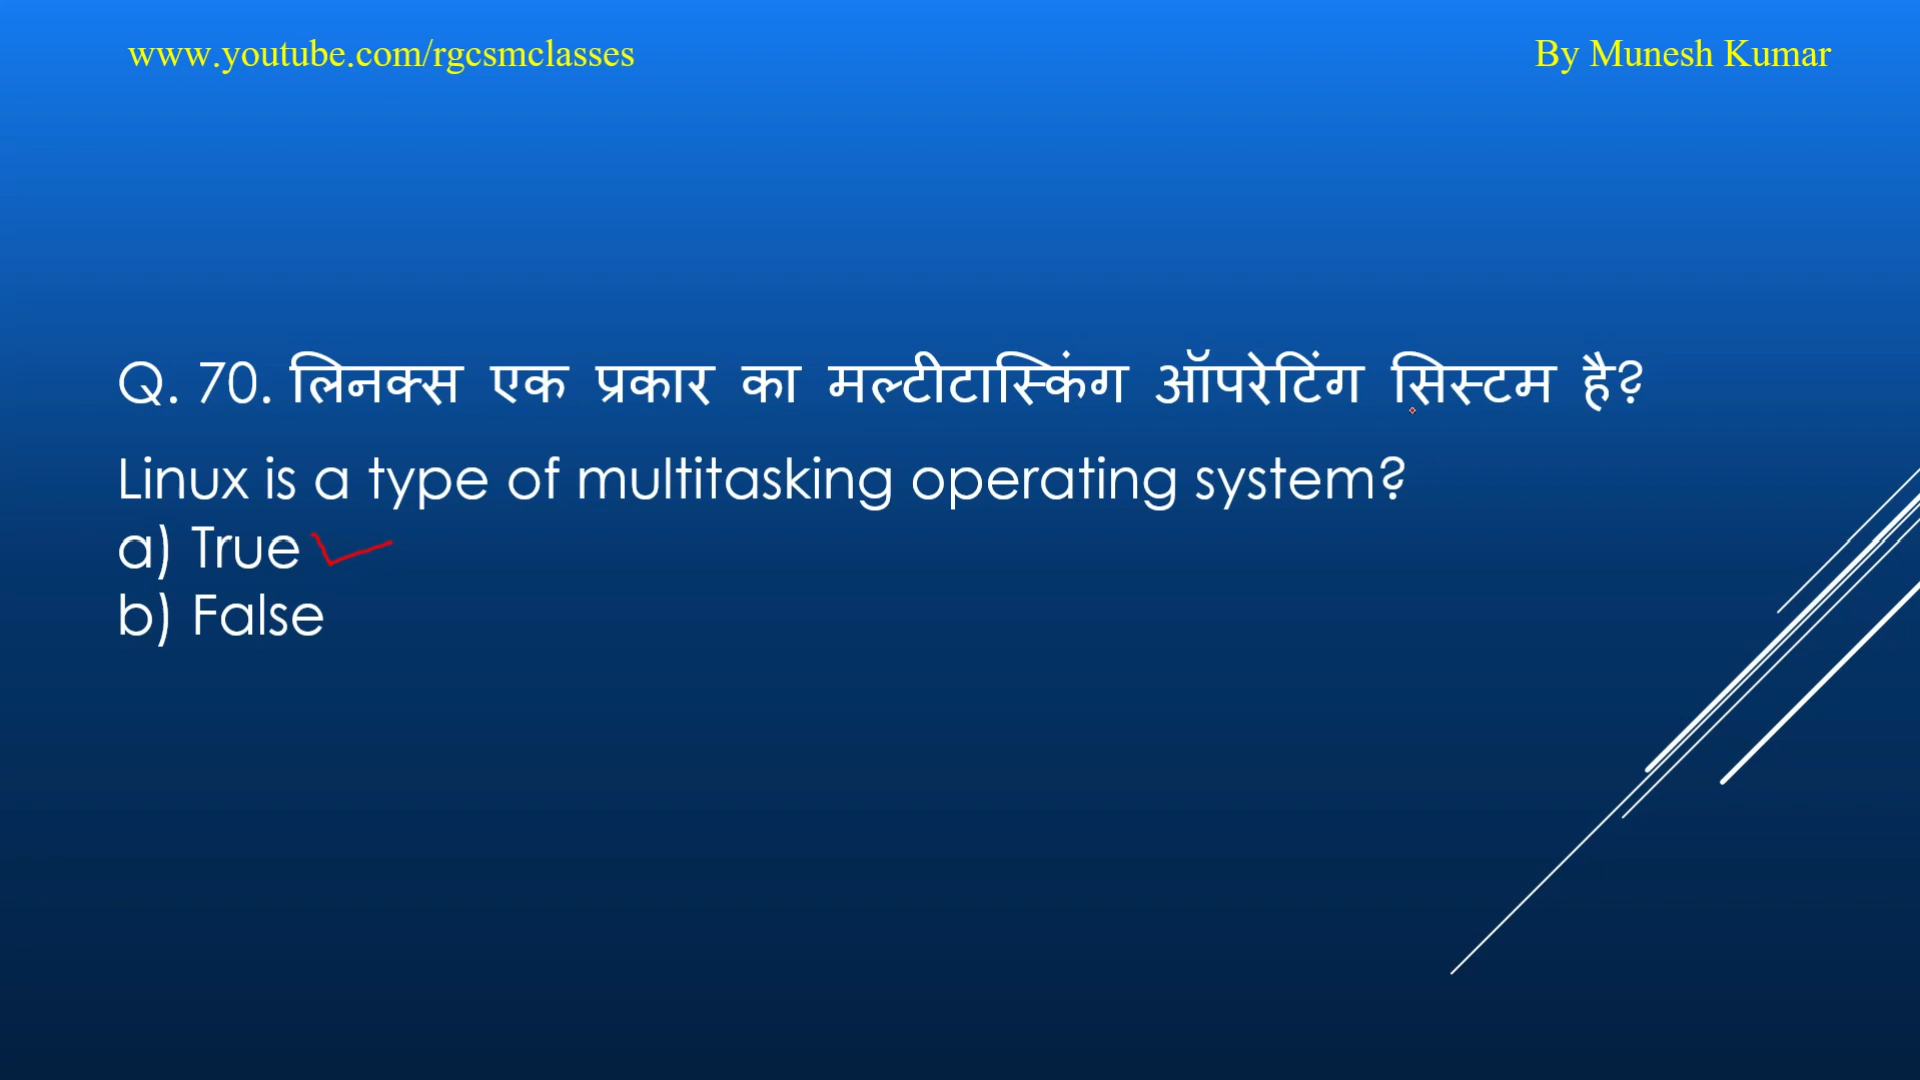 www.youtube.com/rgcsmclasses
By Munesh Kumar
Q. 70. लिनक्स एक प्रकार का मल्टीटास्किंग ऑपरेटिंग सिस्टम है?
Linux is a type of multitasking operating system?
a) True
b) False